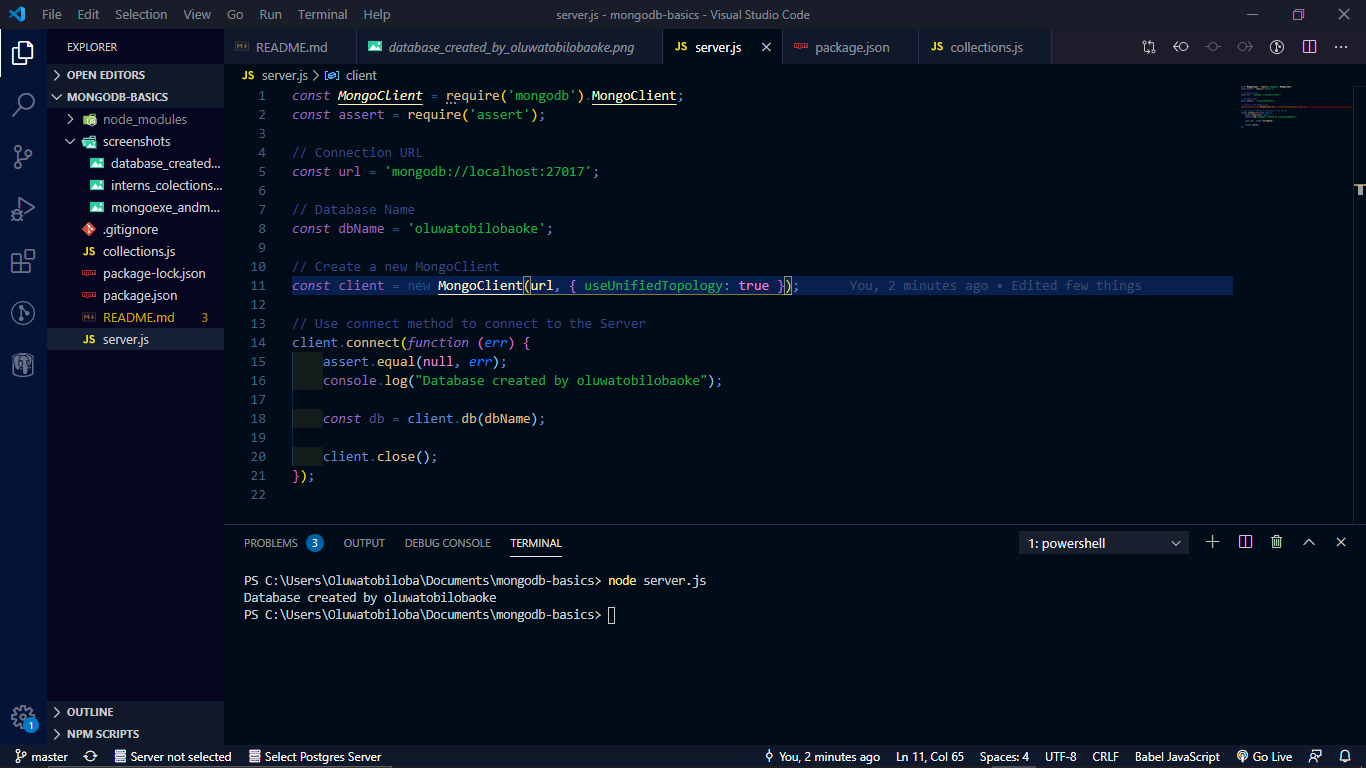 File Edit Selection View Go Run Terminal Help server.js - mongodb-basics - Visual Studio Code
EXPLORER
OPEN EDITORS
MONGODB-BASICS
node_modules
screenshots
database_created...
interns_colections...
mongoexe_andm...
.gitignore
JS collections.js
package-lock.json
package.json
README.md 3
JS server.js
OUTLINE
NPM SCRIPTS
README.md database_created_by_oluwatobilobaoke.png JS server.js package.json JS collections.js
JS server.js > client
1 const MongoClient = require('mongodb').MongoClient;
2 const assert = require('assert');
3
4 // Connection URL
5 const url = 'mongodb://localhost:27017';
6
7 // Database Name
8 const dbName = 'oluwatobilobaoke';
9
10 // Create a new MongoClient
11 const client = new MongoClient(url, { useUnifiedTopology: true }); You, 2 minutes ago • Edited few things
12
13 // Use connect method to connect to the Server
14 client.connect(function (err) {
15 assert.equal(null, err);
16 console.log("Database created by oluwatobilobaoke");
17
18 const db = client.db(dbName);
19
20 client.close();
21 });
22
PROBLEMS 3 OUTPUT DEBUG CONSOLE TERMINAL 1: powershell
PS C:\Users\Oluwatobiloba\Documents\mongodb-basics> node server.js
Database created by oluwatobilobaoke
PS C:\Users\Oluwatobiloba\Documents\mongodb-basics>
1
master Server not selected Select Postgres Server You, 2 minutes ago Ln 11, Col 65 Spaces: 4 UTF-8 CRLF Babel JavaScript Go Live